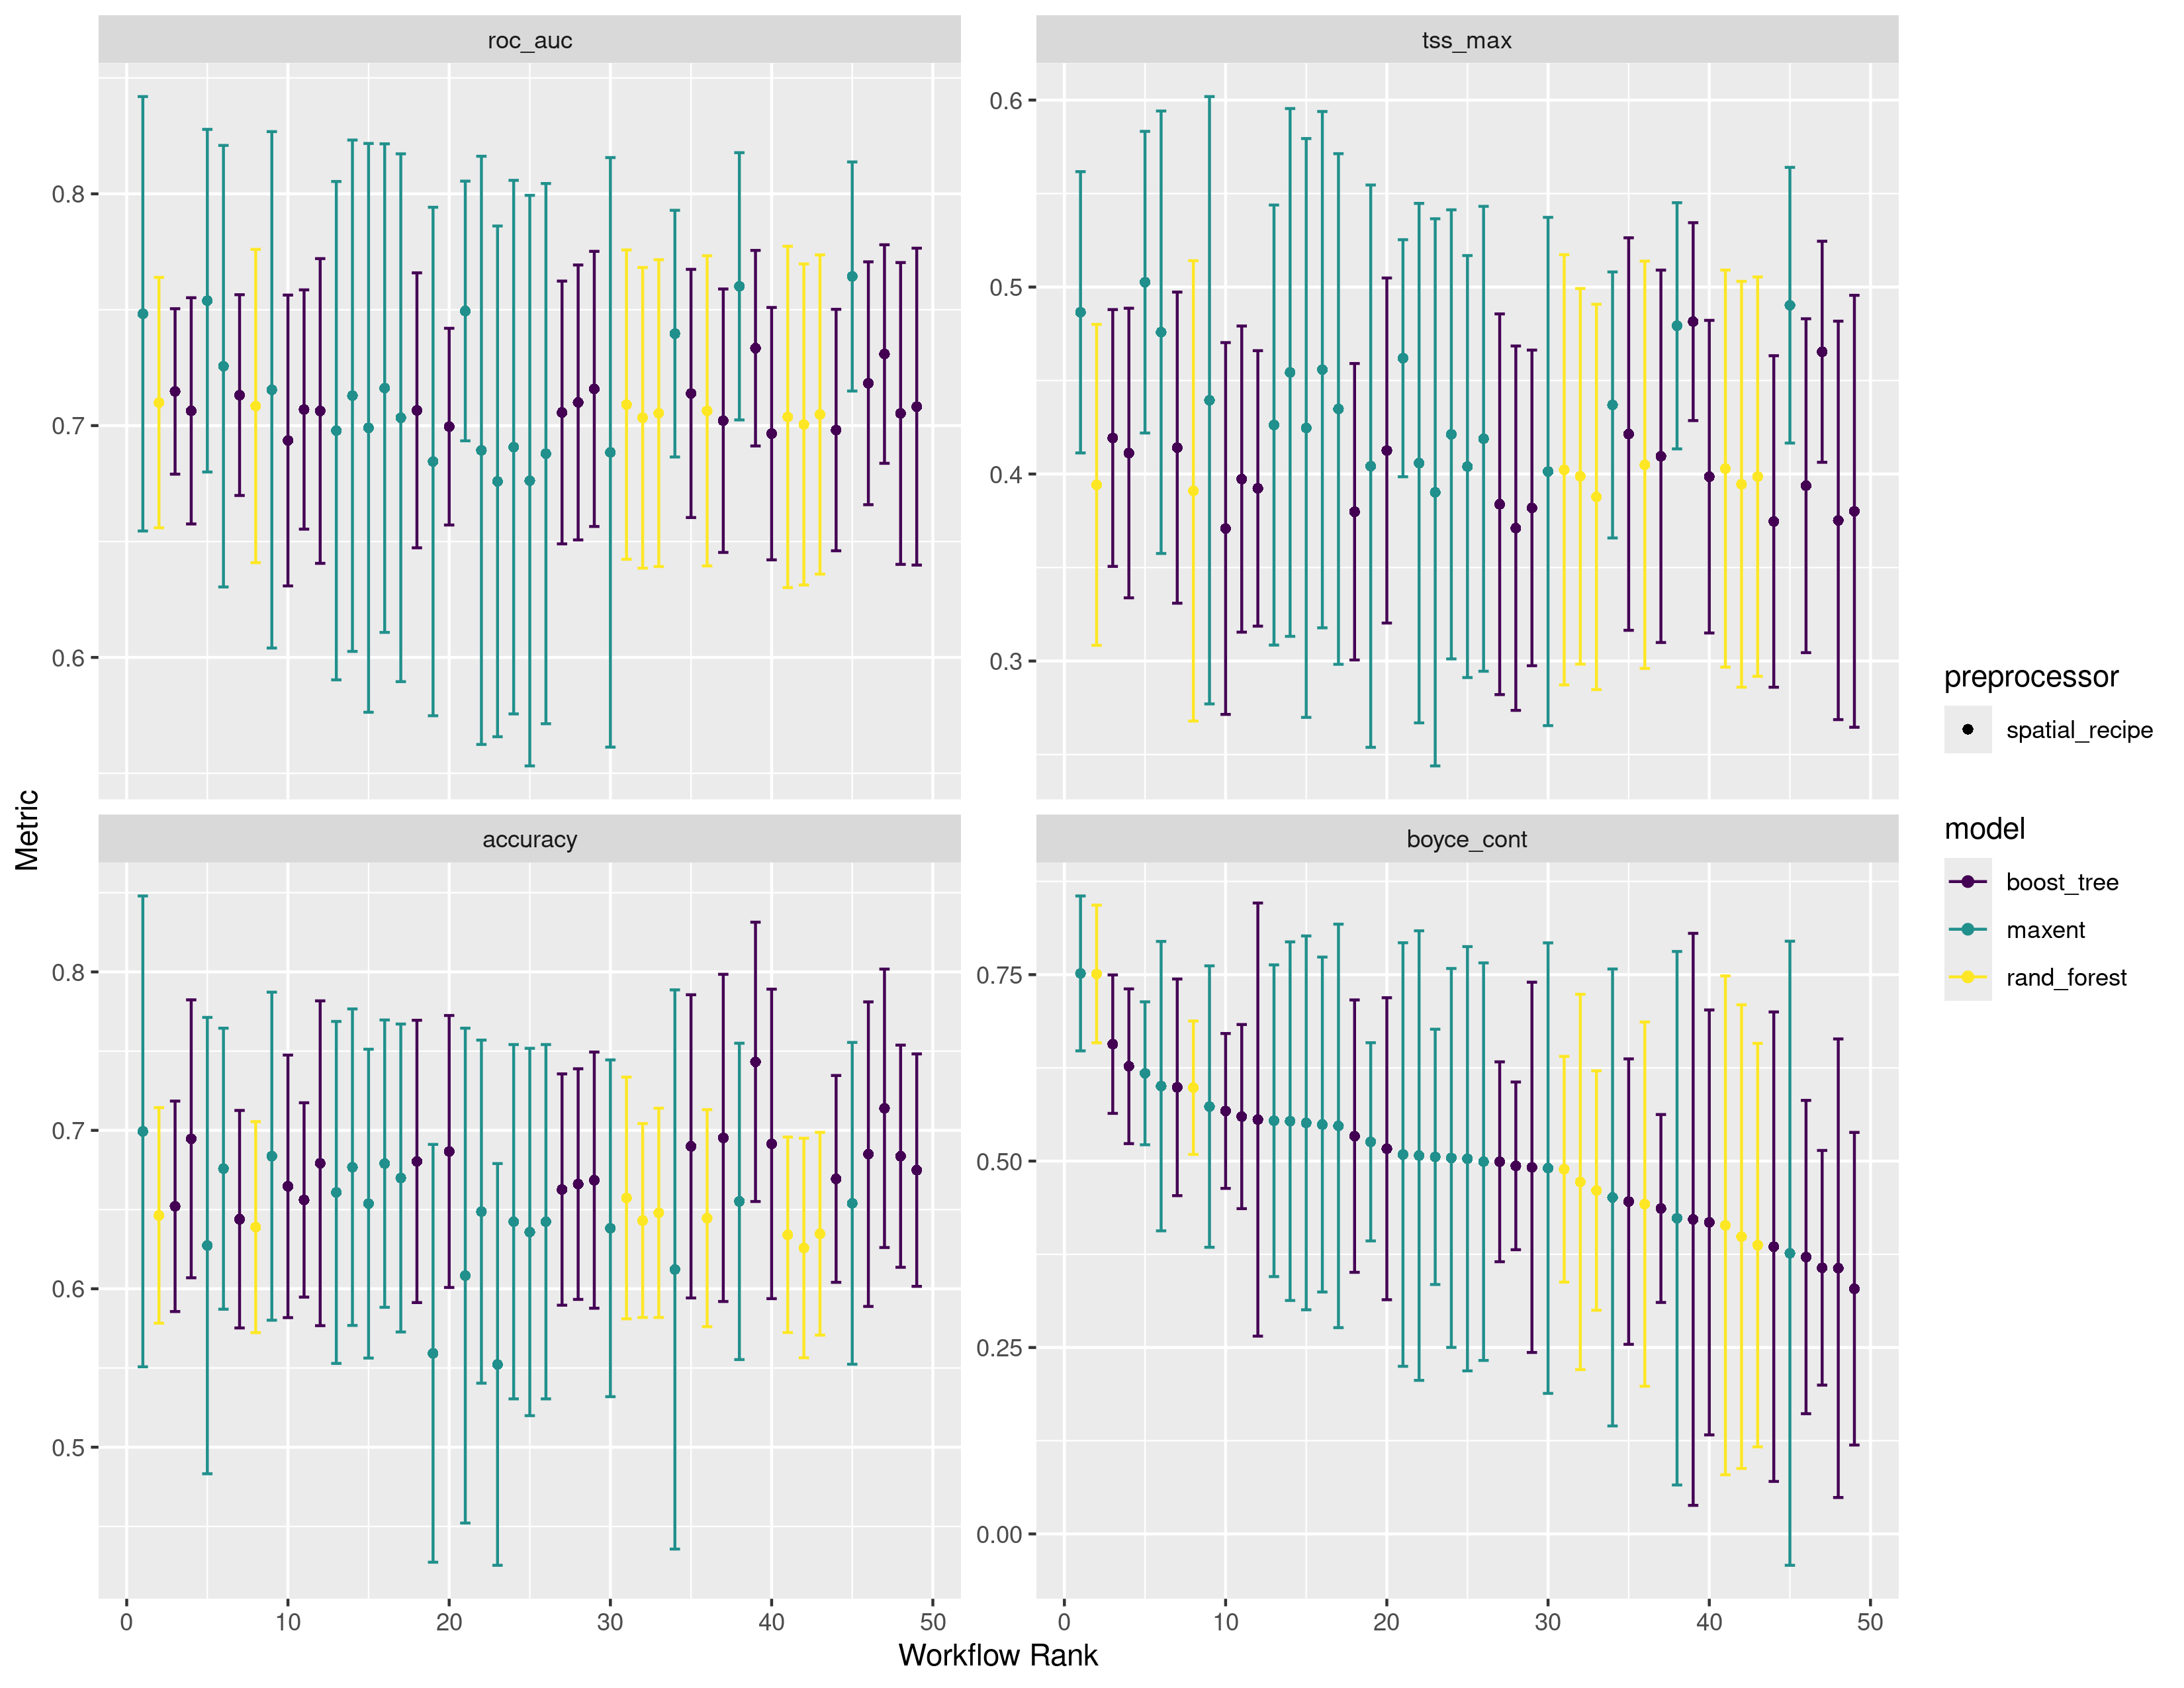 roc_auc
tss_max
0.8
0.7
0.6
0.6
0.5
0.4
0.3
accuracy
boyce_cont
0.8
0.7
0.6
0.5
0.75
0.50
0.25
0.00
0 10 20 30 40 50
0 10 20 30 40 50
Workflow Rank
Metric
preprocessor
spatial_recipe
model
boost_tree
maxent
rand_forest